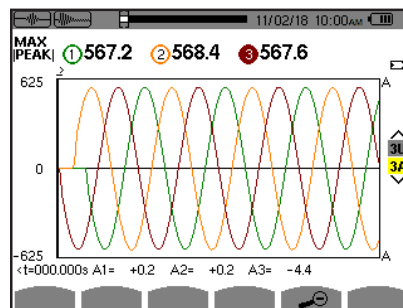 11/02/18 10:00AM
MAX
|PEAK| 1 567.2 2 568.4 3 567.6
2
625 A
0
3U
3A
-625 A
<t=000.000s A1= +0.2 A2= +0.2 A3= -4.4